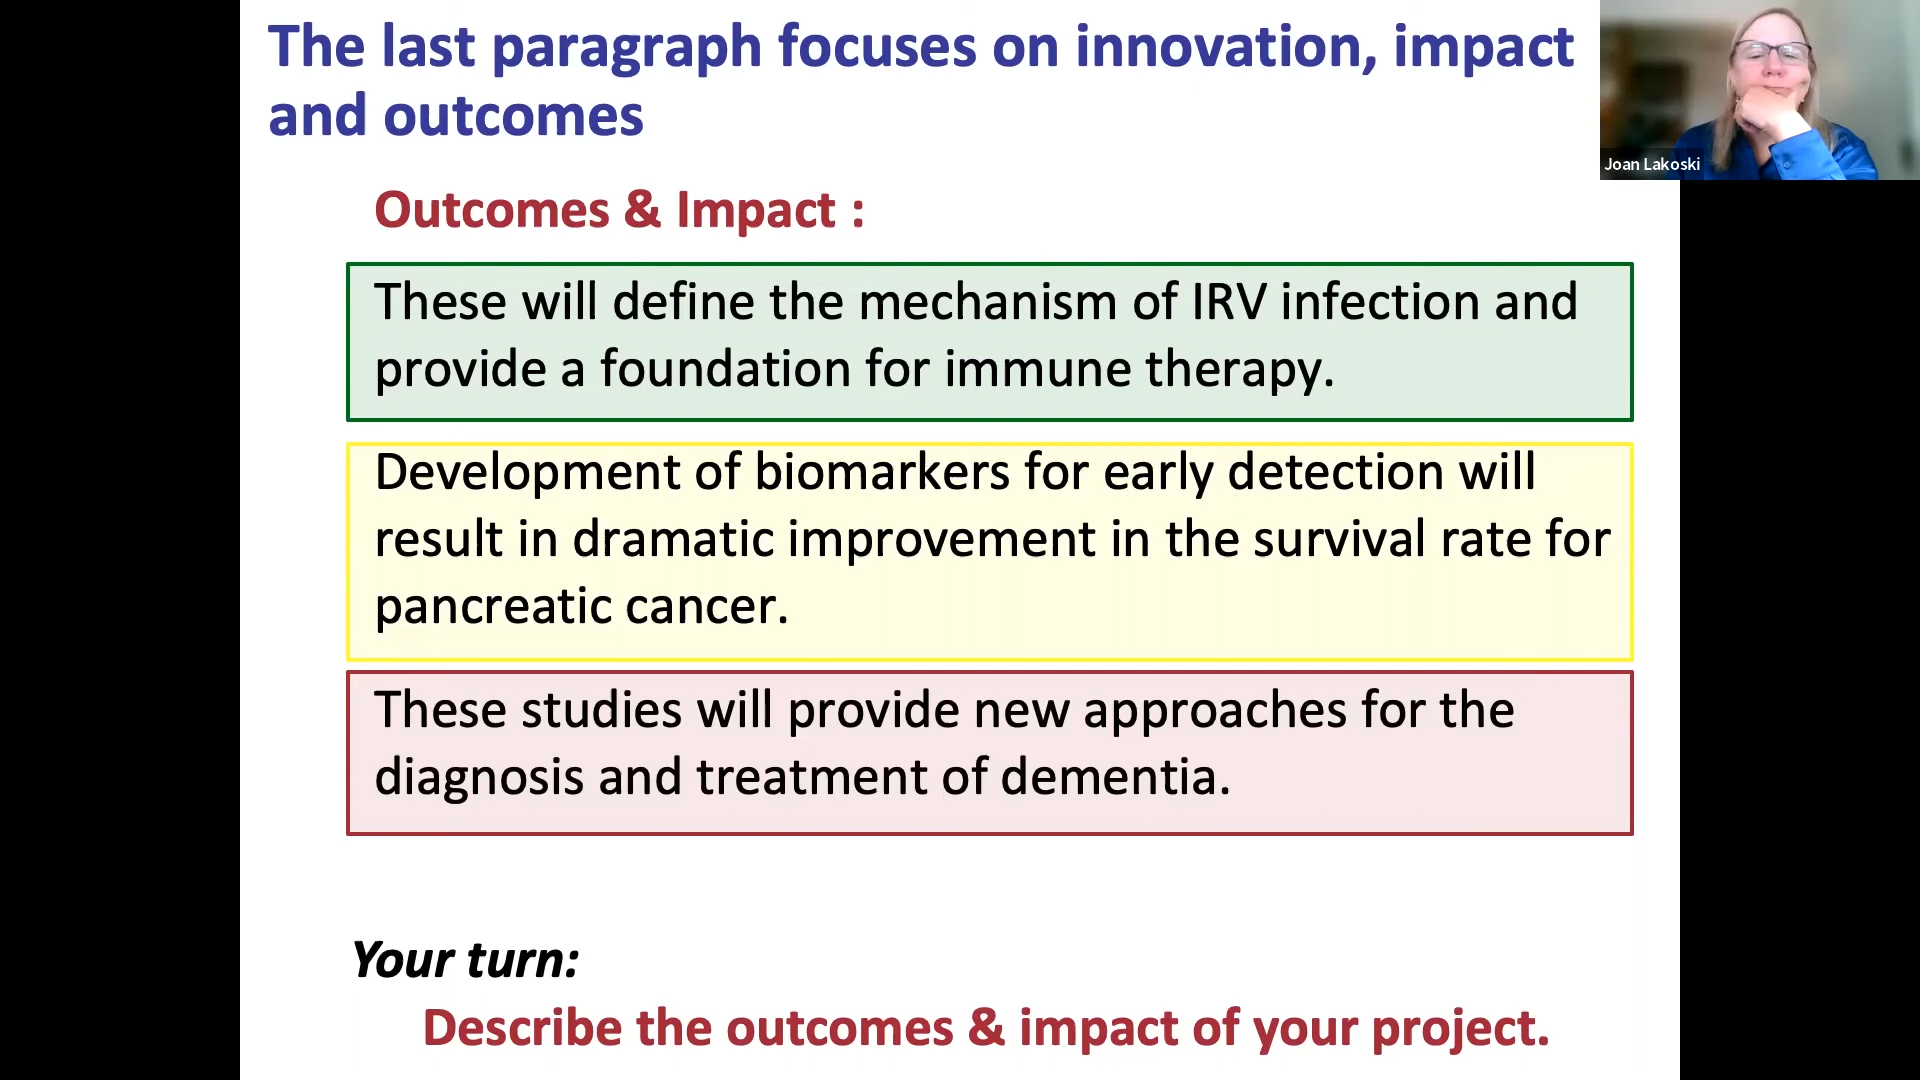 The last paragraph focuses on innovation, impact
and outcomes
Joan Lakoski
Outcomes & Impact :
These will define the mechanism of IRV infection and
provide a foundation for immune therapy.
Development of biomarkers for early detection will
result in dramatic improvement in the survival rate for
pancreatic cancer.
These studies will provide new approaches for the
diagnosis and treatment of dementia.
Your turn:
Describe the outcomes & impact of your project.